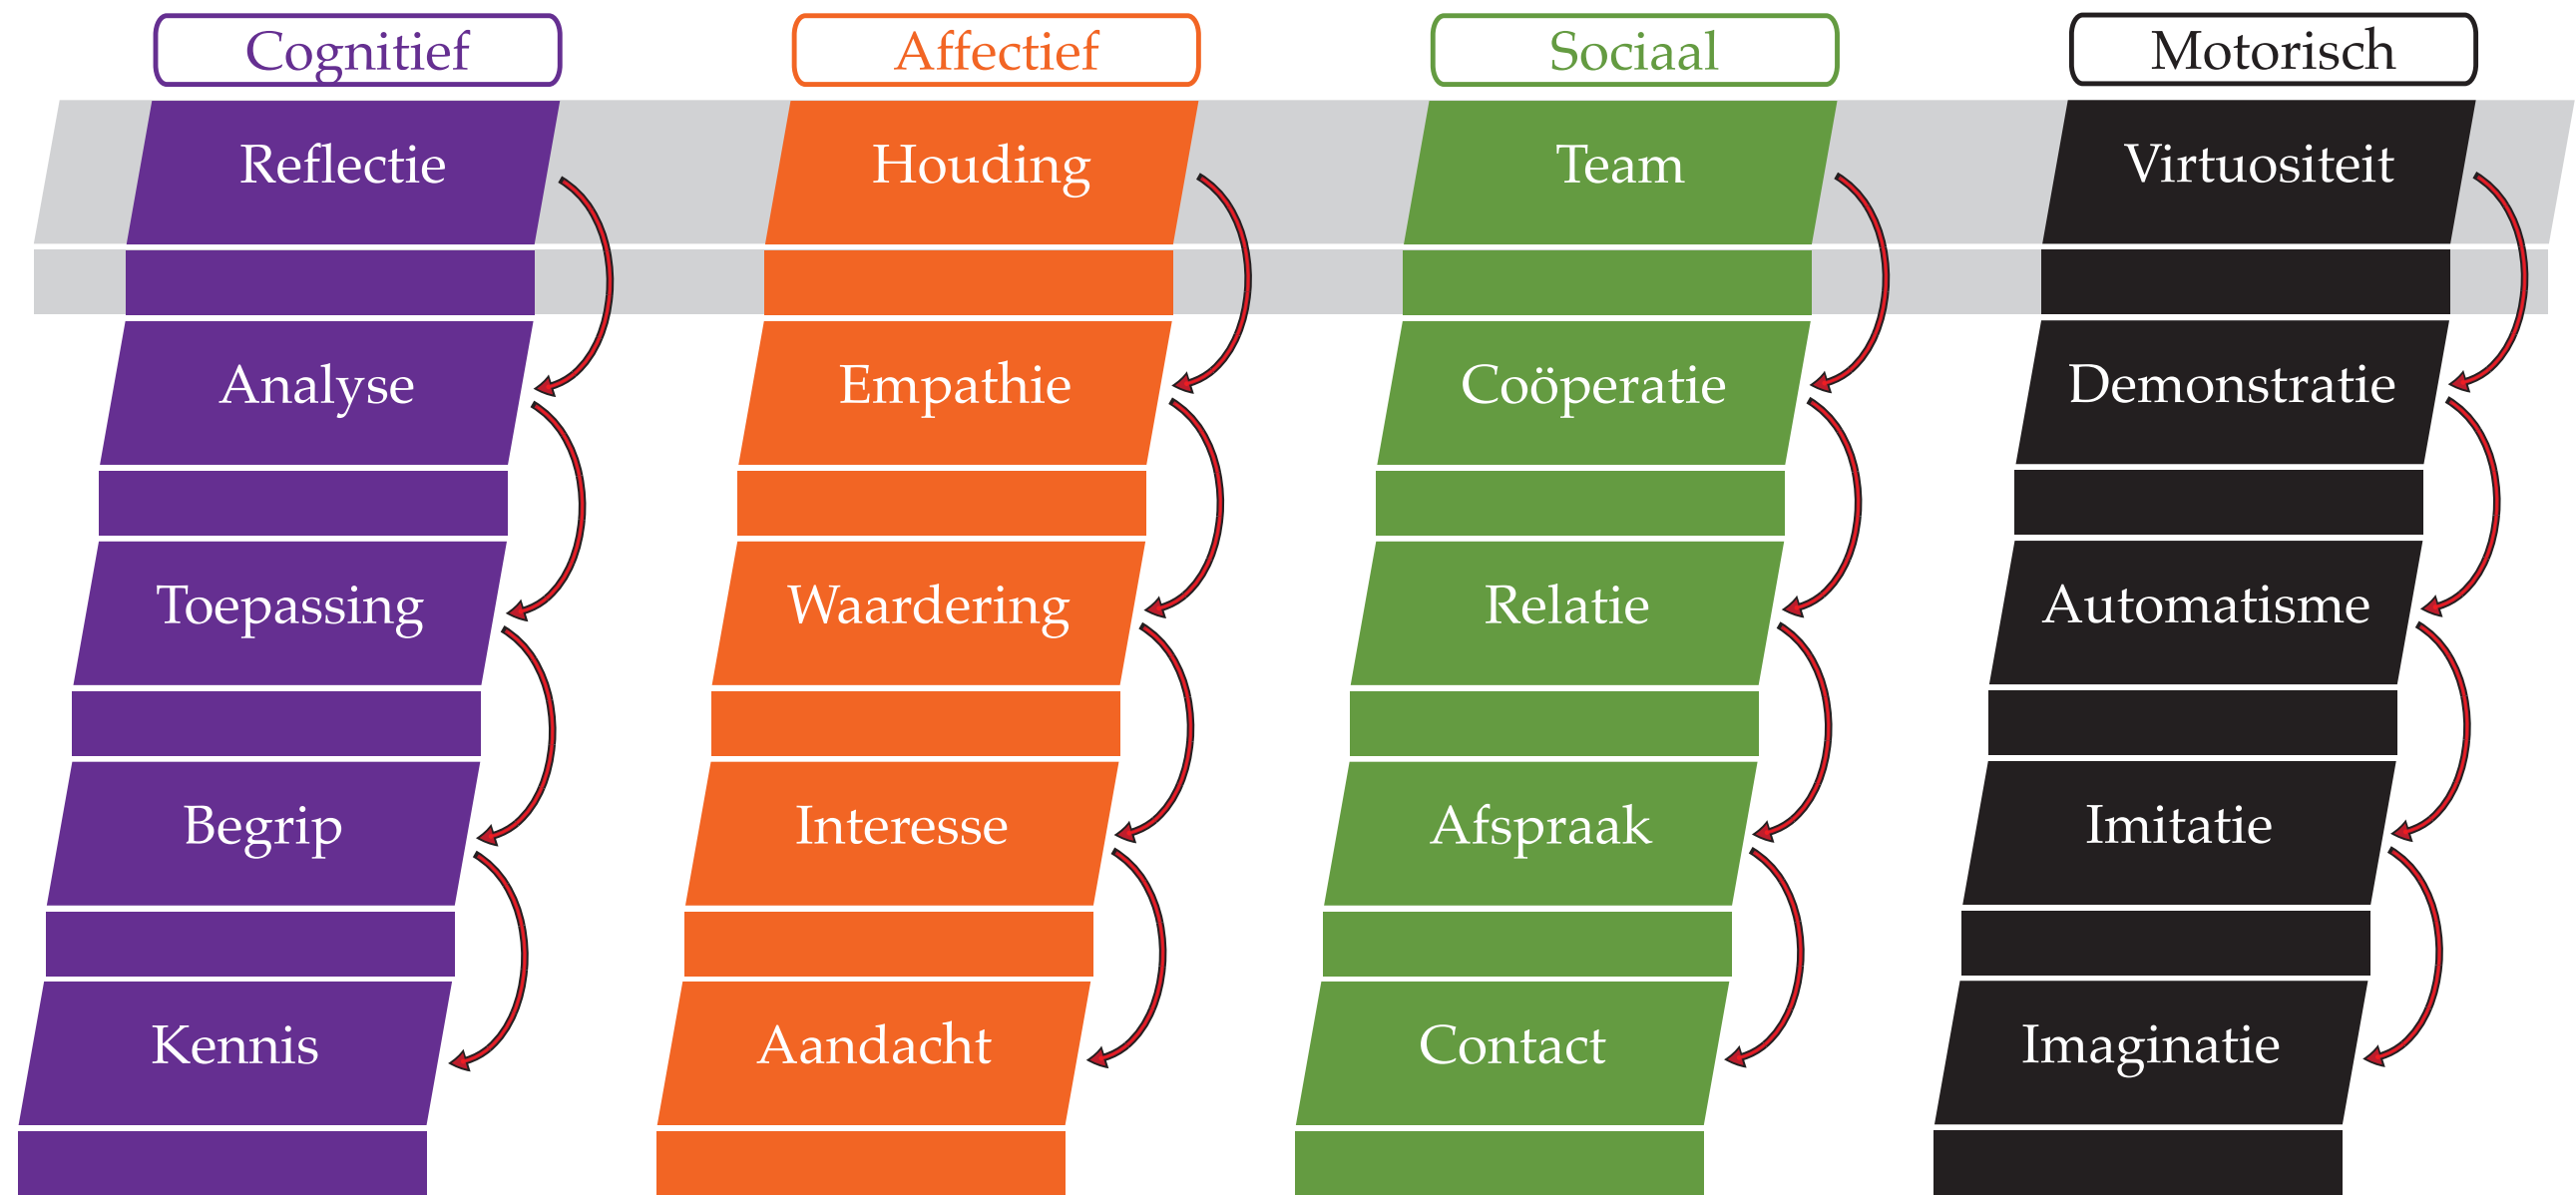 Cognitief
Affectief
Sociaal
Motorisch
Reflectie
Houding
Team
Virtuositeit
Analyse
Empathie
Coöperatie
Demonstratie
Toepassing
Waardering
Relatie
Automatisme
Begrip
Interesse
Afspraak
Imitatie
Kennis
Aandacht
Contact
Imaginatie